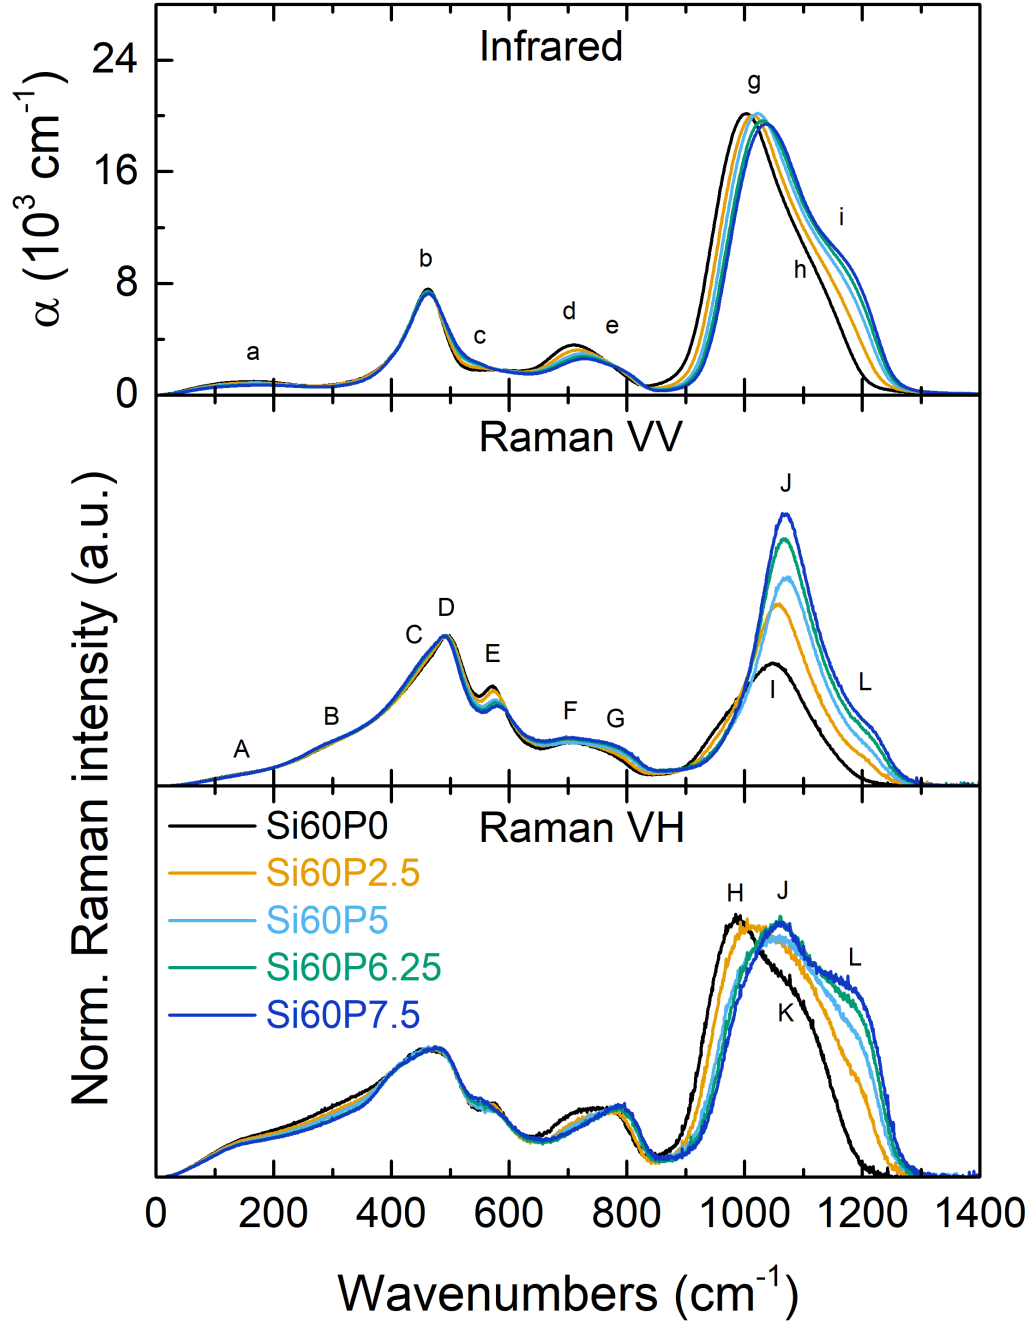 Infrared
24
16
8
0
α (10³ cm⁻¹)
a
b
c
d
e
g
h
i
Raman VV
A
B
C
D
E
F
G
I
J
L
Norm. Raman intensity (a.u.)
Raman VH
Si60P0
Si60P2.5
Si60P5
Si60P6.25
Si60P7.5
H
J
K
L
0 200 400 600 800 1000 1200 1400
Wavenumbers (cm⁻¹)